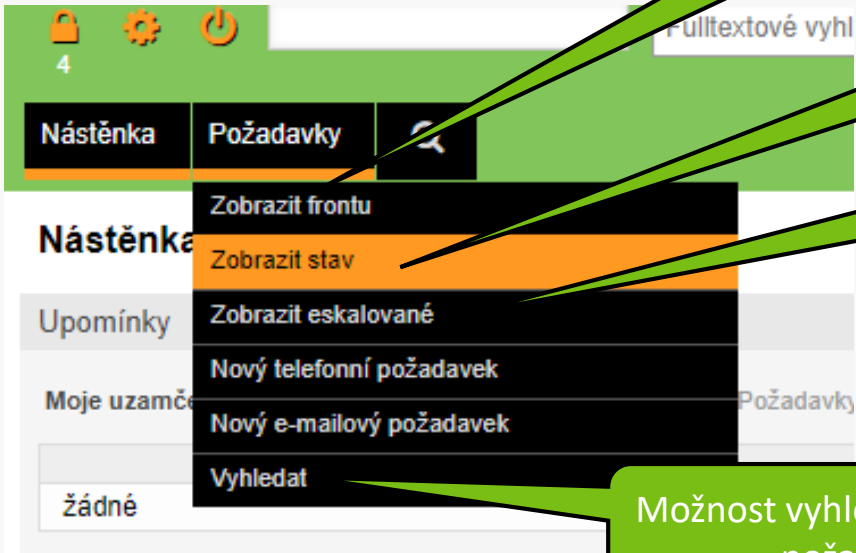 Fulltextové vyhl
4
Nástěnka Požadavky
Zobrazit frontu
Nástěnka
Zobrazit stav
Upomínky
Zobrazit eskalované
Nový telefonní požadavek
Moje uzamče
Požadavky
Nový e-mailový požadavek
Vyhledat
žádné
Možnost vyhle